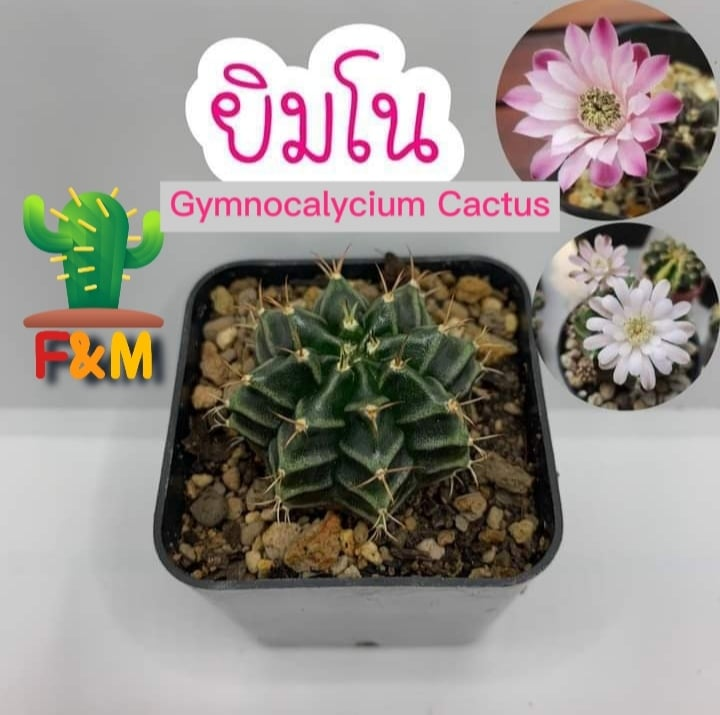 ยิมโน
Gymnocalycium Cactus
F&M